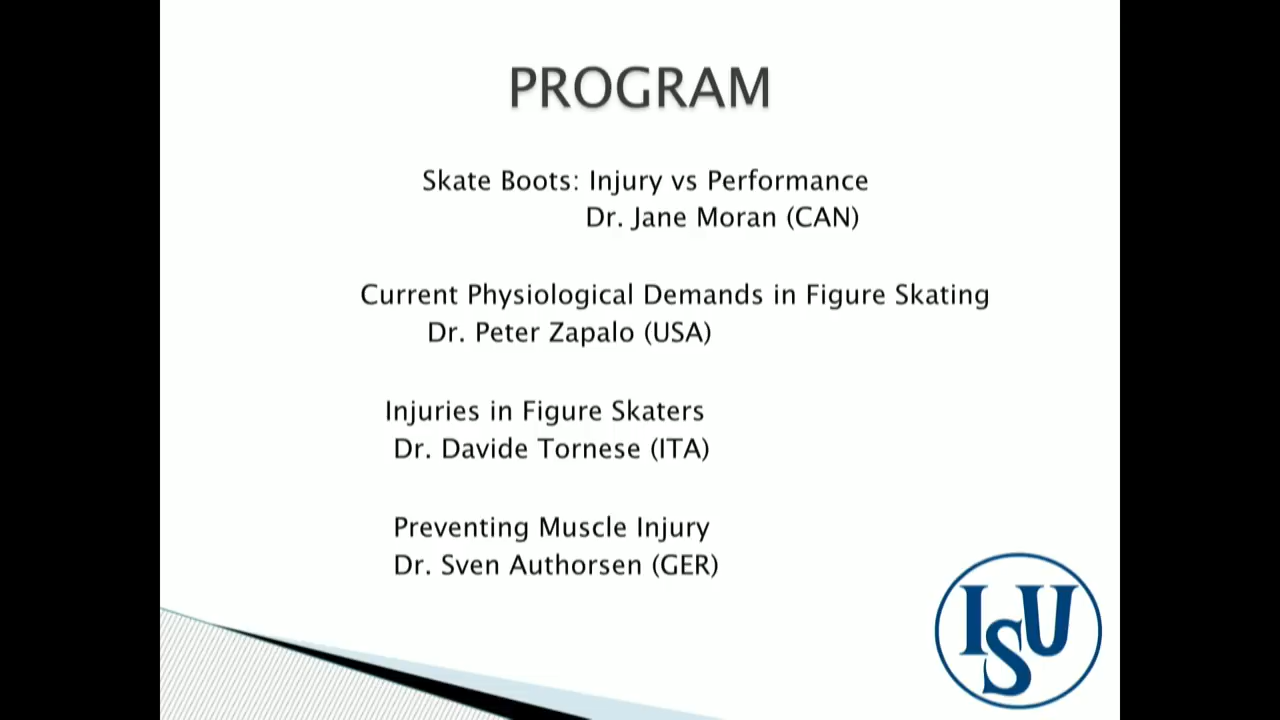 PROGRAM
Skate Boots: Injury vs Performance
Dr. Jane Moran (CAN)
Current Physiological Demands in Figure Skating
Dr. Peter Zapalo (USA)
Injuries in Figure Skaters
Dr. Davide Tornese (ITA)
Preventing Muscle Injury
Dr. Sven Authorsen (GER)
ISU